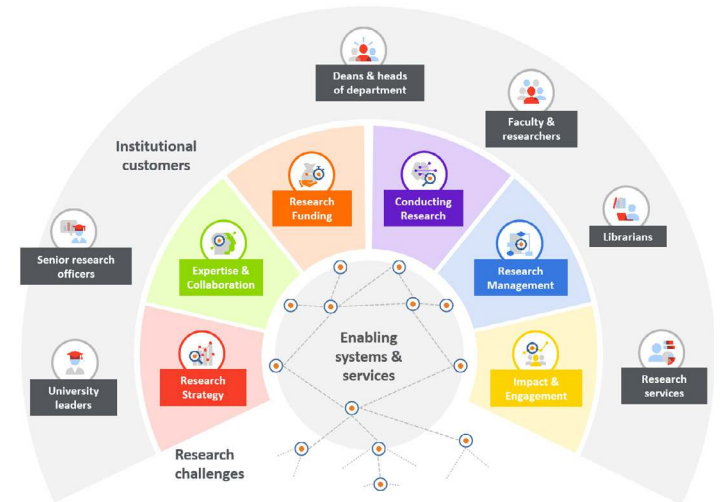 Deans & heads
of department
Faculty &
researchers
Institutional
customers
Research
Funding
Conducting
Research
Librarians
Senior research
officers
Expertise &
Collaboration
Research
Management
Enabling
systems &
services
University
leaders
Research
Strategy
Impact &
Engagement
Research
services
Research
challenges